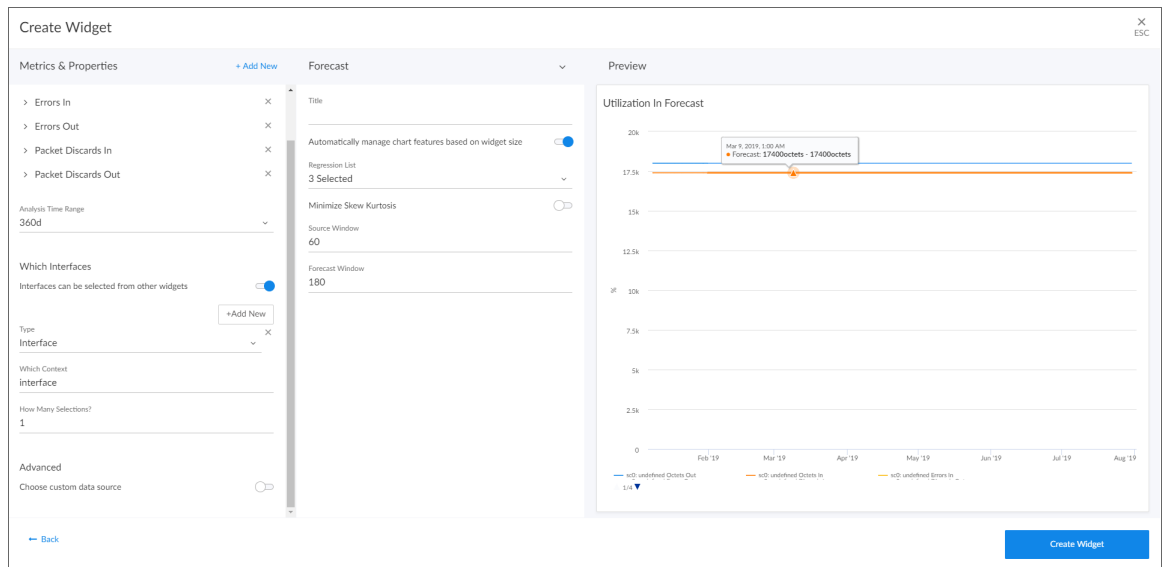 Create Widget
×
ESC
Metrics & Properties
+ Add New
Forecast
Preview
> Errors In ×
> Errors Out ×
> Packet Discards In ×
> Packet Discards Out ×
Analysis Time Range
360d
Which Interfaces
Interfaces can be selected from other widgets
+Add New
Type
×
Interface
Which Context
interface
How Many Selections?
1
Advanced
Choose custom data source
Title
Automatically manage chart features based on widget size
Regression List
3 Selected
Minimize Skew Kurtosis
Source Window
60
Forecast Window
180
Utilization In Forecast
20k
Mar 9, 2019, 1:00 AM
● Forecast: 17400octets - 17400octets
17.5k
15k
12.5k
%
10k
7.5k
5k
2.5k
0
Feb '19 Mar '19 Apr '19 May '19 Jun '19 Jul '19 Aug '19
sc0: undefined Octets Out sc0: undefined Octets In sc0: undefined Errors In
1/4 ▼
← Back
Create Widget